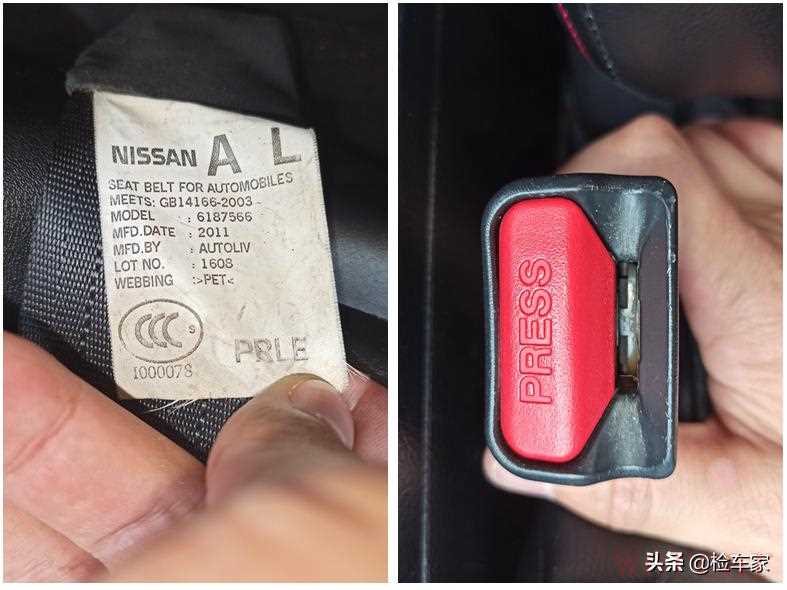 NISSAN A L
SEAT BELT FOR AUTOMOBILES
MEETS: GB14166-2003
MODEL : 6187566
MFD.DATE : 2011
MFD.BY : AUTOLIV
LOT NO. : 1608
WEBBING :>PET<
CCC S
PRLE
1000078
PRESS
头条 @检车家